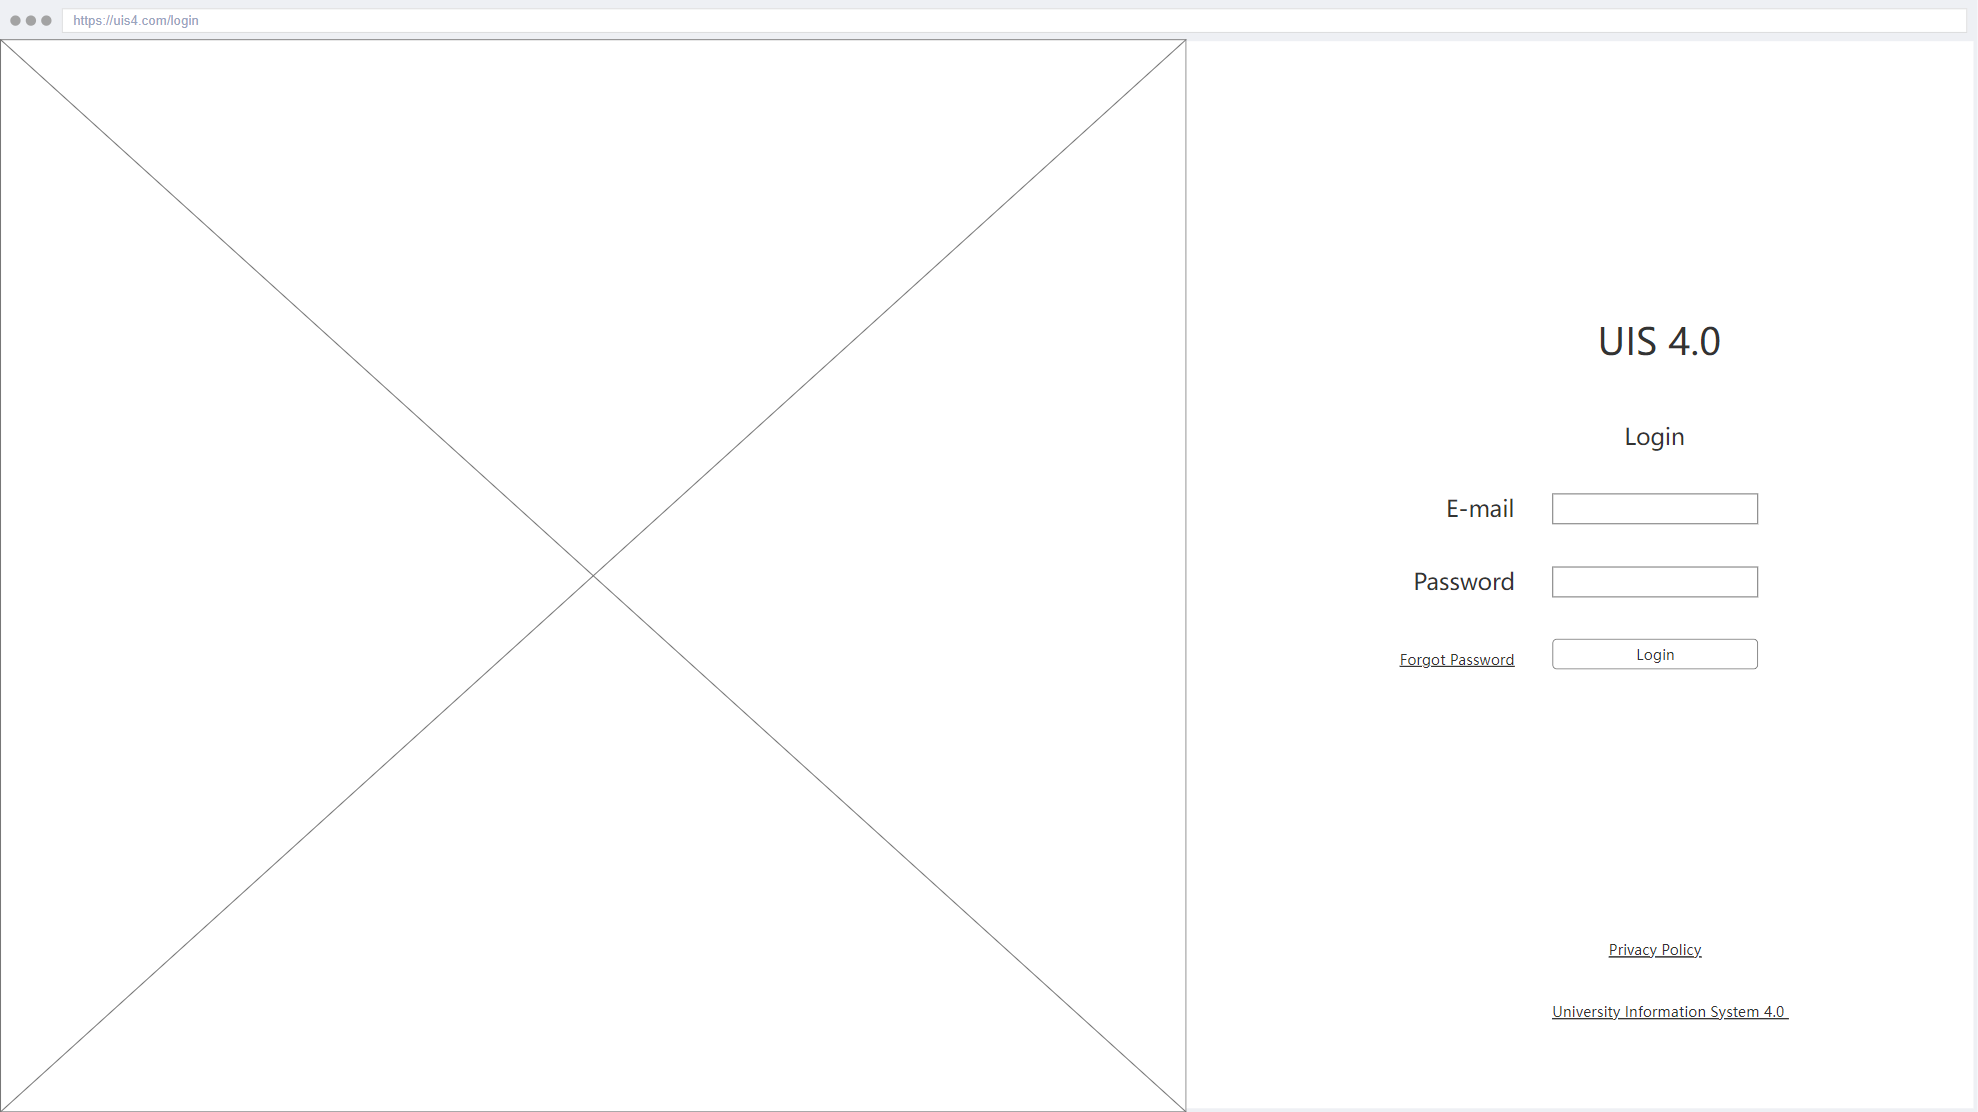 https://uis4.com/login
UIS 4.0
Login
E-mail
Password
Forgot Password
Login
Privacy Policy
University Information System 4.0